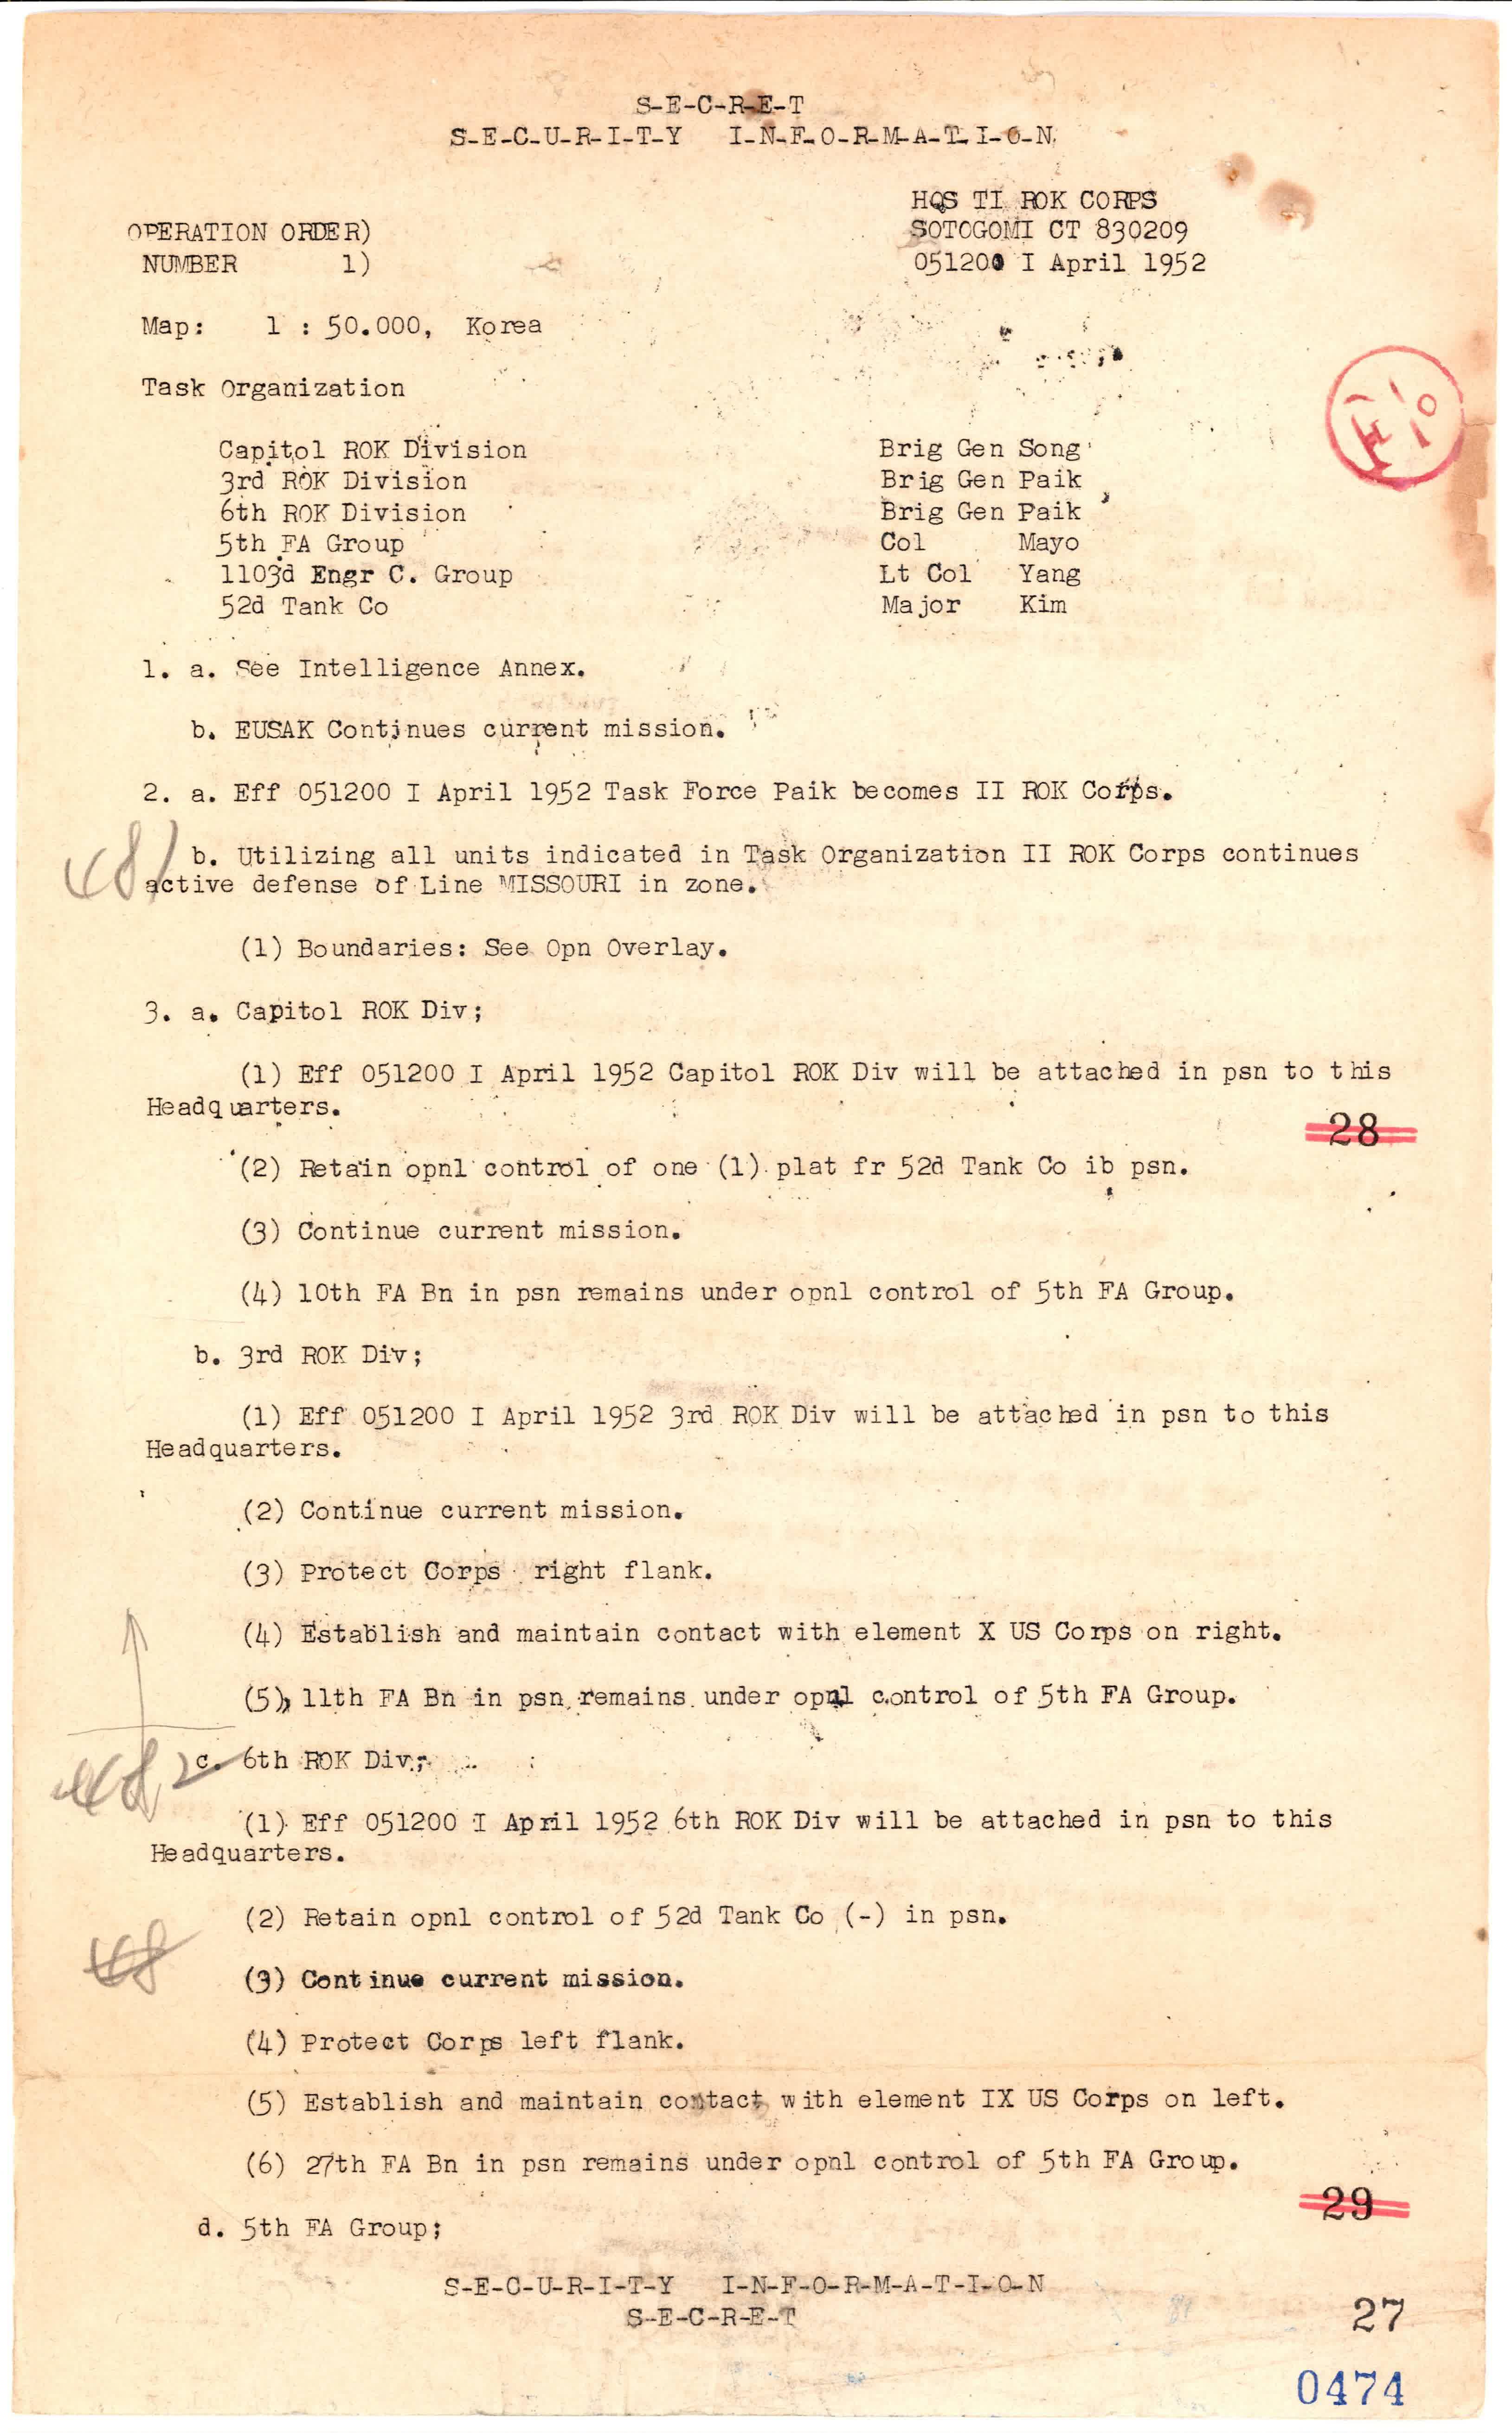 S-E-C-R-E-T
S-E-C-U-R-I-T-Y I-N-F-O-R-M-A-T-I-O-N
HQS TI ROK CORPS
OPERATION ORDER) SOTOGOMI CT 830209
NUMBER 1) 051200 I April 1952
Map: 1 : 50.000, Korea
Task Organization
Capitol ROK Division Brig Gen Song
3rd ROK Division Brig Gen Paik
6th ROK Division Brig Gen Paik
5th FA Group Col Mayo
1103d Engr C. Group Lt Col Yang
52d Tank Co Major Kim
1. a. See Intelligence Annex.
b. EUSAK Continues current mission.
2. a. Eff 051200 I April 1952 Task Force Paik becomes II ROK Corps.
48/ b. Utilizing all units indicated in Task Organization II ROK Corps continues
active defense of Line MISSOURI in zone.
(1) Boundaries: See Opn Overlay.
3. a. Capitol ROK Div;
(1) Eff 051200 I April 1952 Capitol ROK Div will be attached in psn to this
Headquarters.
28
(2) Retain opnl control of one (1) plat fr 52d Tank Co ib psn.
(3) Continue current mission.
(4) 10th FA Bn in psn remains under opnl control of 5th FA Group.
b. 3rd ROK Div;
(1) Eff 051200 I April 1952 3rd ROK Div will be attached in psn to this
Headquarters.
(2) Continue current mission.
(3) Protect Corps right flank.
(4) Establish and maintain contact with element X US Corps on right.
(5) 11th FA Bn in psn remains under opnl control of 5th FA Group.
482 c. 6th ROK Div;
(1) Eff 051200 I April 1952 6th ROK Div will be attached in psn to this
Headquarters.
(2) Retain opnl control of 52d Tank Co (-) in psn.
48 (3) Continue current mission.
(4) Protect Corps left flank.
(5) Establish and maintain contact with element IX US Corps on left.
(6) 27th FA Bn in psn remains under opnl control of 5th FA Group.
29
d. 5th FA Group;
S-E-C-U-R-I-T-Y I-N-F-O-R-M-A-T-I-O-N
S-E-C-R-E-T
27
0474